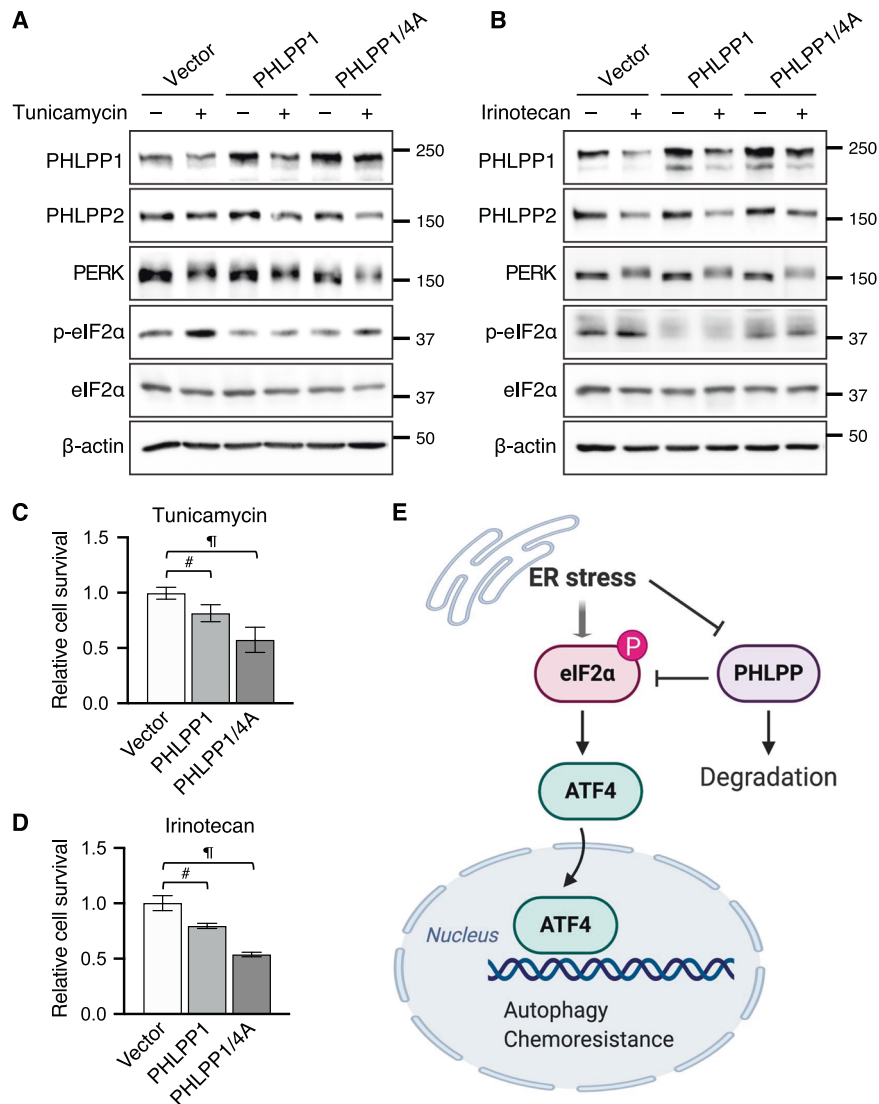 A
Vector PHLPP1 PHLPP1/4A
Tunicamycin − + − + − +
PHLPP1 250
PHLPP2 150
PERK 150
p-eIF2α 37
eIF2α 37
β-actin 50
B
Vector PHLPP1 PHLPP1/4A
Irinotecan − + − + − +
PHLPP1 250
PHLPP2 150
PERK 150
p-eIF2α 37
eIF2α 37
β-actin 50
C
Tunicamycin
Relative cell survival
1.5
1.0
0.5
0.0
¶
#
Vector PHLPP1 PHLPP1/4A
D
Irinotecan
Relative cell survival
1.5
1.0
0.5
0.0
¶
#
Vector PHLPP1 PHLPP1/4A
E
ER stress
P
eIF2α PHLPP
ATF4 Degradation
ATF4
Nucleus
Autophagy
Chemoresistance